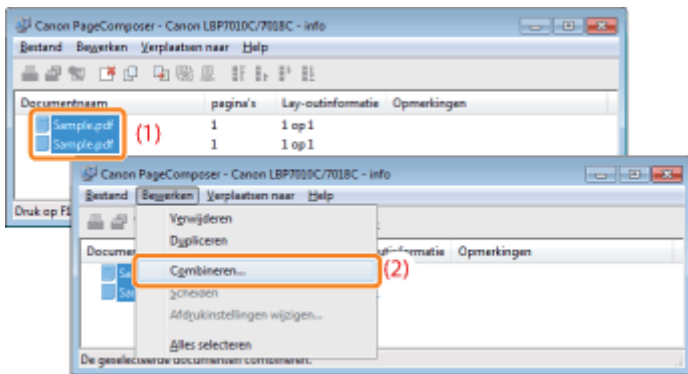 Canon PageComposer - Canon LBP7010C/7018C - info
Bestand Bewerken Verplaatsen naar Help
Documentnaam pagina's Lay-outinformatie Opmerkingen
Sample.pdf 1 1 op 1
(1)
Sample.pdf 1 1 op 1
Druk op F1
Canon PageComposer - Canon LBP7010C/7018C - info
Bestand Bewerken Verplaatsen naar Help
Verwijderen
Dupliceren
Opmerkingen
Combineren...
(2)
Scheiden
Afdrukinstellingen wijzigen...
Alles selecteren
De geselecteerde documenten combineren.